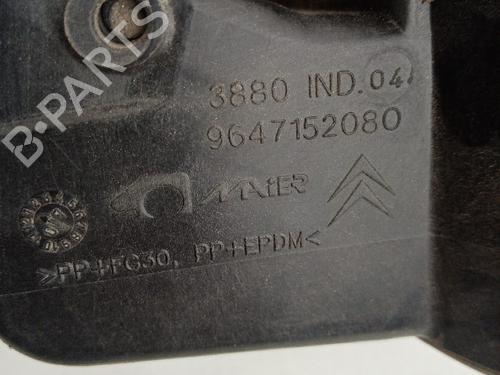 B-PARTS
3880 IND.04
9647152080
MAIER
>PP+FG30, PP+EPDM<